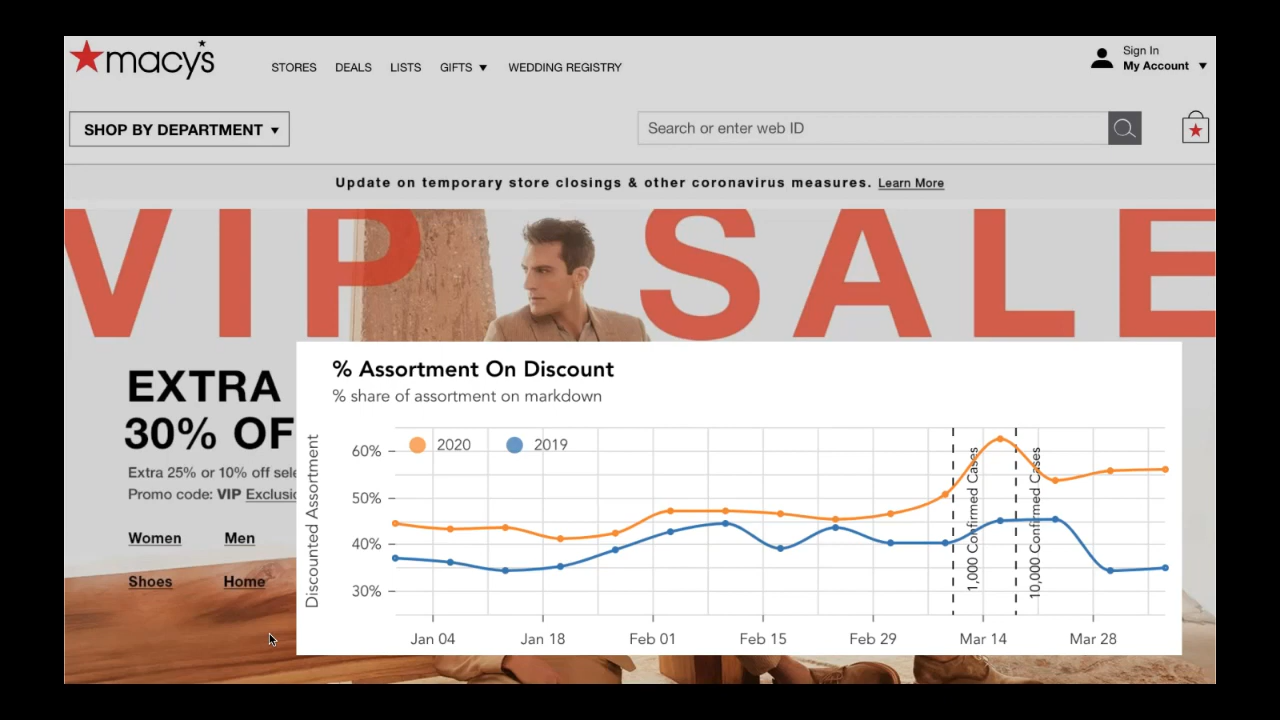 macy's
STORES DEALS LISTS GIFTS ▼ WEDDING REGISTRY
Sign In
My Account ▼
SHOP BY DEPARTMENT ▾
Search or enter web ID
Update on temporary store closings & other coronavirus measures. Learn More
VIP SALE
EXTRA
30% OF
Extra 25% or 10% off sele
Promo code: VIP Exclusio
Women Men
Shoes Home
% Assortment On Discount
% share of assortment on markdown
2020 2019
Discounted Assortment
60%
50%
40%
30%
1,000 Confirmed Cases
10,000 Confirmed Cases
Jan 04 Jan 18 Feb 01 Feb 15 Feb 29 Mar 14 Mar 28